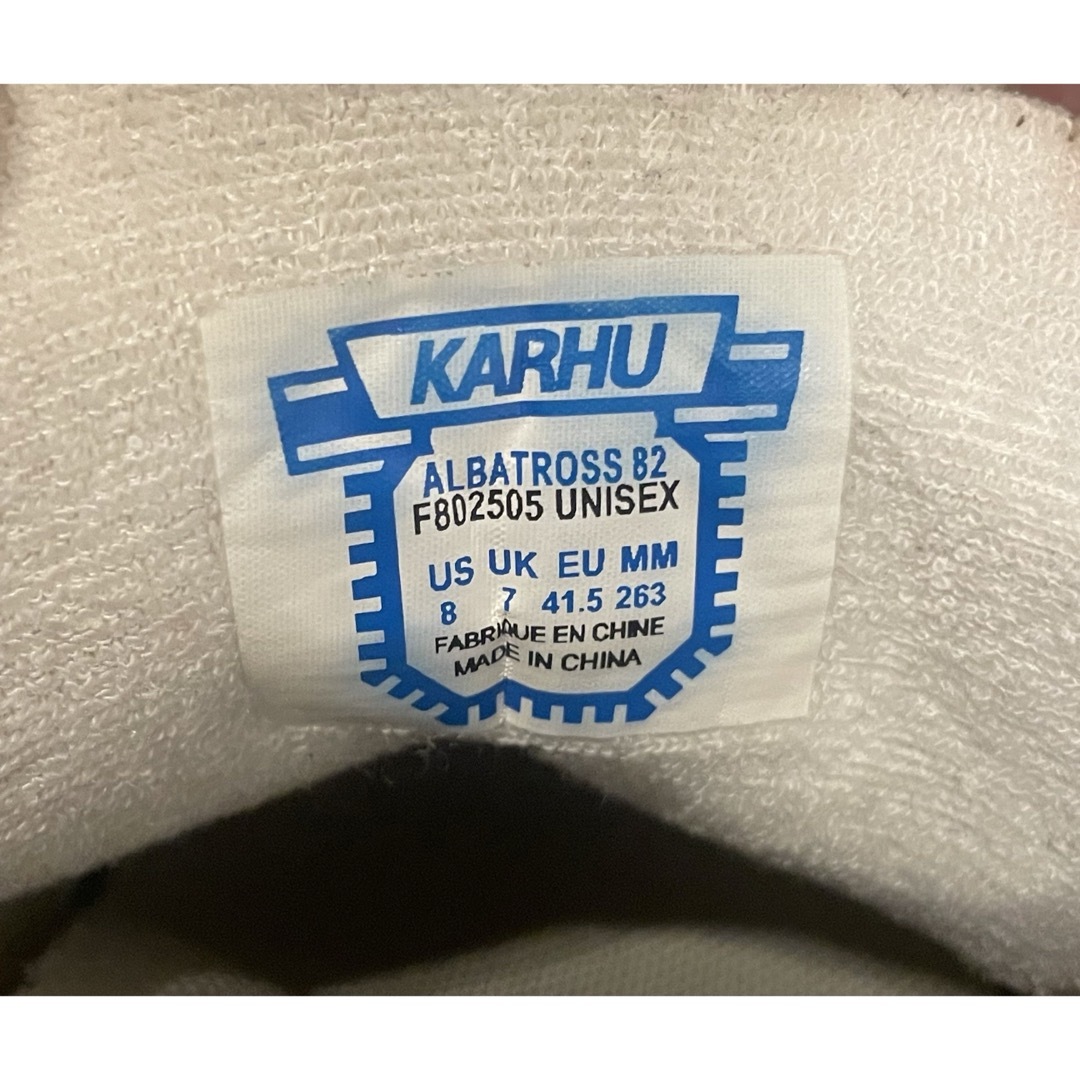 KARHU
ALBATROSS 82
F802505 UNISEX
US UK EU MM
8 7 41.5 263
FABRIQUE EN CHINE
MADE IN CHINA